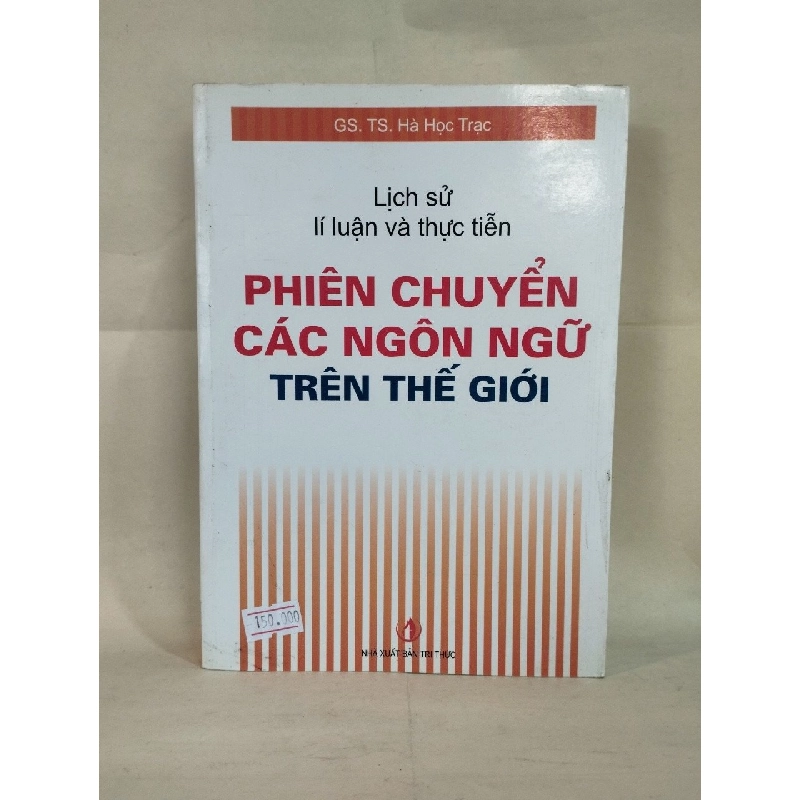 GS. TS. Hà Học Trạc
Lịch sử
lí luận và thực tiễn
PHIÊN CHUYỂN
CÁC NGÔN NGỮ
TRÊN THẾ GIỚI
150.000
NHÀ XUẤT BẢN TRI THỨC